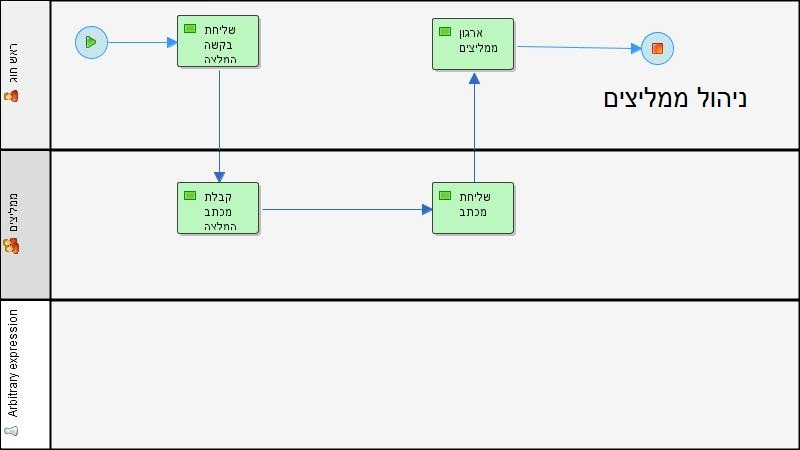 ראש חוג
שליחת
בקשה
המלצה
ארגון
ממליצים
ניהול ממליצים
ממליצים
קבלת
מכתב
המלצה
שליחת
מכתב
Arbitrary expression